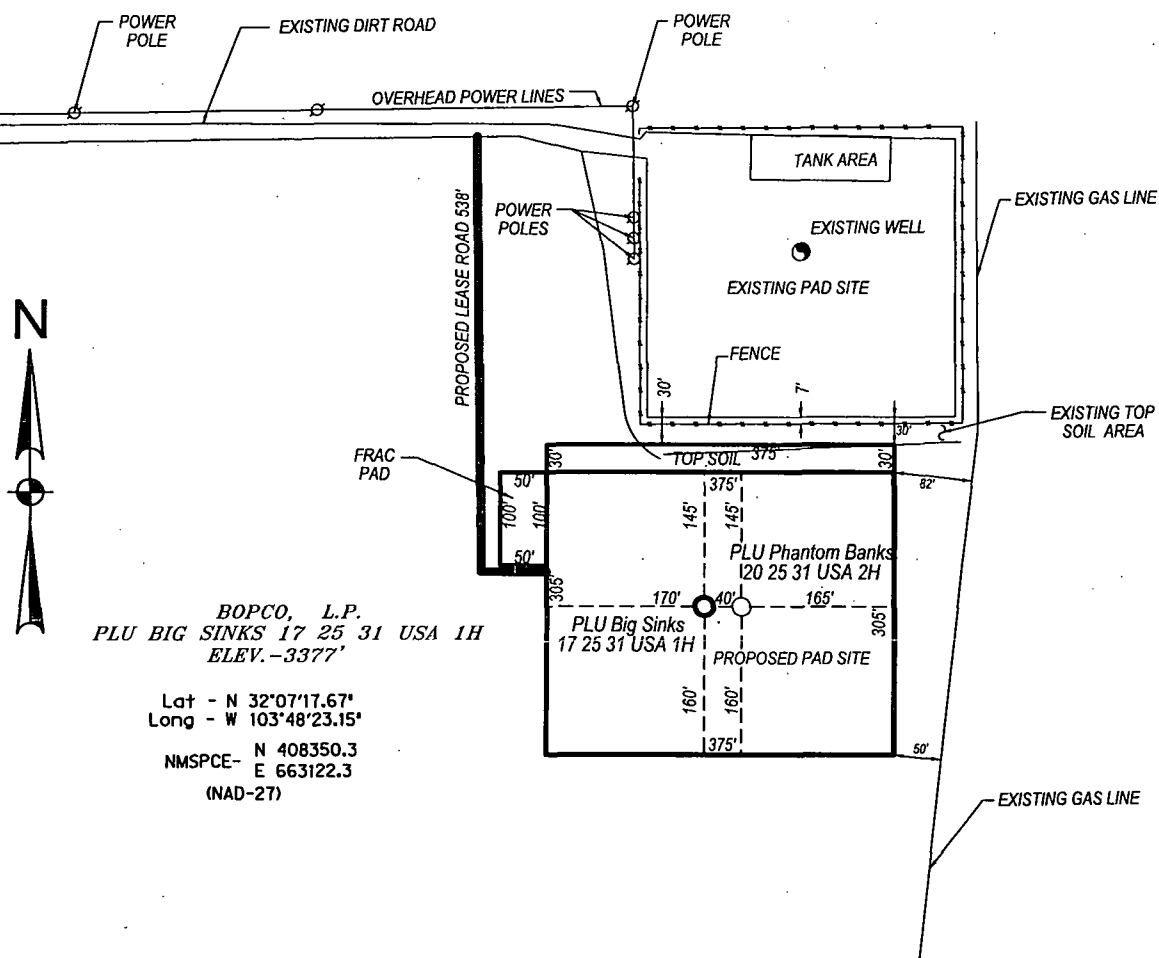 POWER
POLE
EXISTING DIRT ROAD
POWER
POLE
OVERHEAD POWER LINES
TANK AREA
EXISTING GAS LINE
POWER
POLES
EXISTING WELL
EXISTING PAD SITE
PROPOSED LEASE ROAD 538'
N
FENCE
30'
7'
30'
EXISTING TOP
SOIL AREA
FRAC
PAD
30'
TOP SOIL
375'
30'
82'
50'
375'
100'
100'
145'
145'
50'
PLU Phantom Banks
20 25 31 USA 2H
305'
170'
40'
165'
305'
PLU Big Sinks
17 25 31 USA 1H
PROPOSED PAD SITE
BOPCO, L.P.
PLU BIG SINKS 17 25 31 USA 1H
ELEV.-3377'
160'
160'
Lat - N 32°07'17.67"
Long - W 103°48'23.15"
375'
50'
NMSPCE- N 408350.3
E 663122.3
(NAD-27)
EXISTING GAS LINE